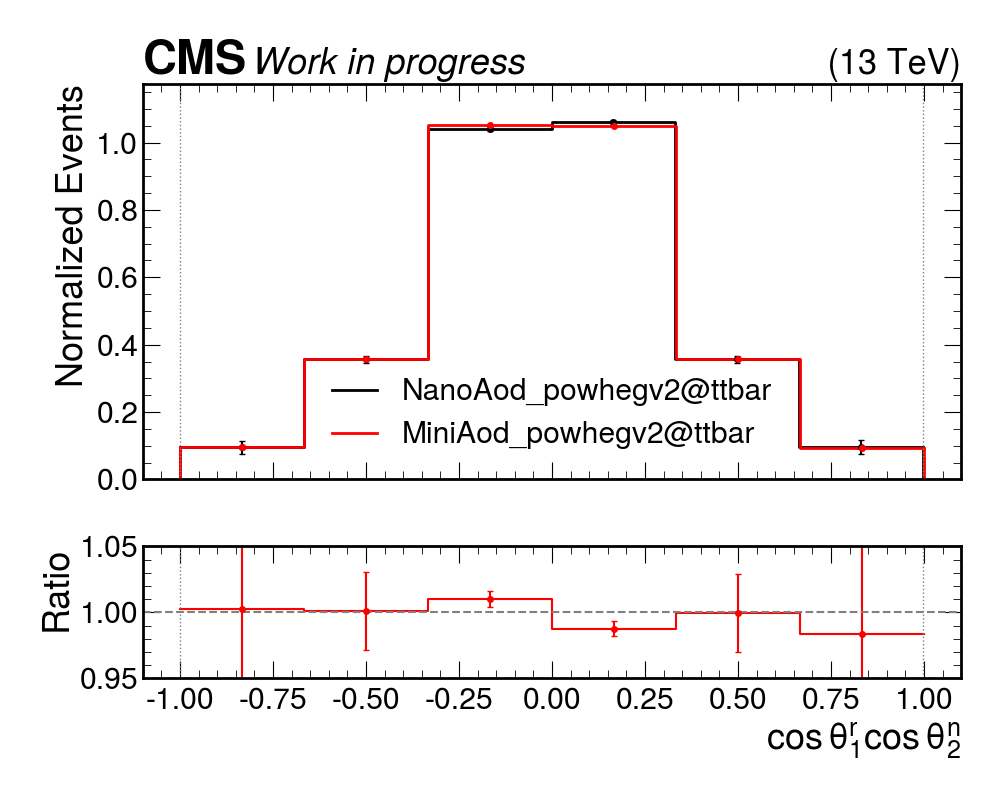 CMS Work in progress (13 TeV)
Normalized Events
1.0
0.8
0.6
0.4
0.2
0.0
NanoAod_powhegv2@ttbar
MiniAod_powhegv2@ttbar
Ratio
1.05
1.00
0.95
-1.00 -0.75 -0.50 -0.25 0.00 0.25 0.50 0.75 1.00
cos θ₁ʳ cos θ₂ⁿ